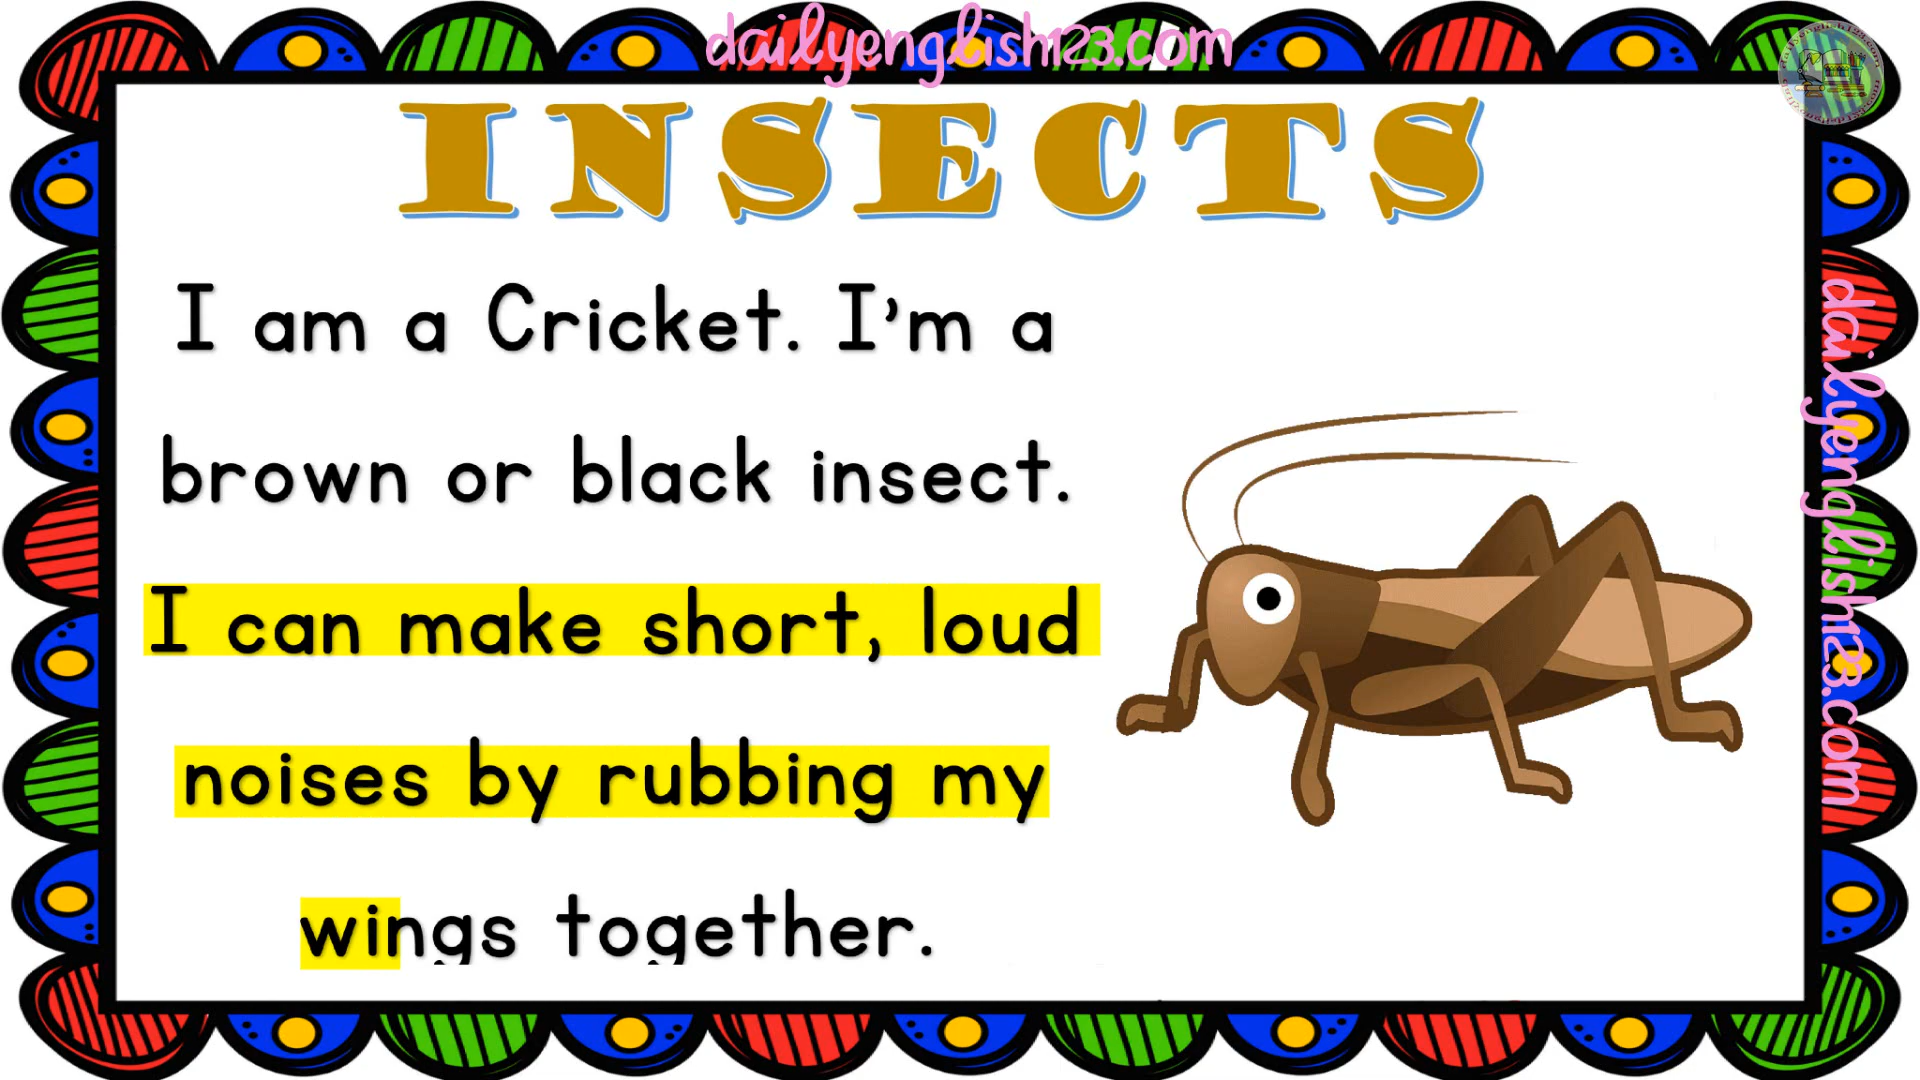 dailyenglish123.com
INSECTS
I am a Cricket. I'm a
brown or black insect.
I can make short, loud
noises by rubbing my
wings together.
dailyenglish123.com